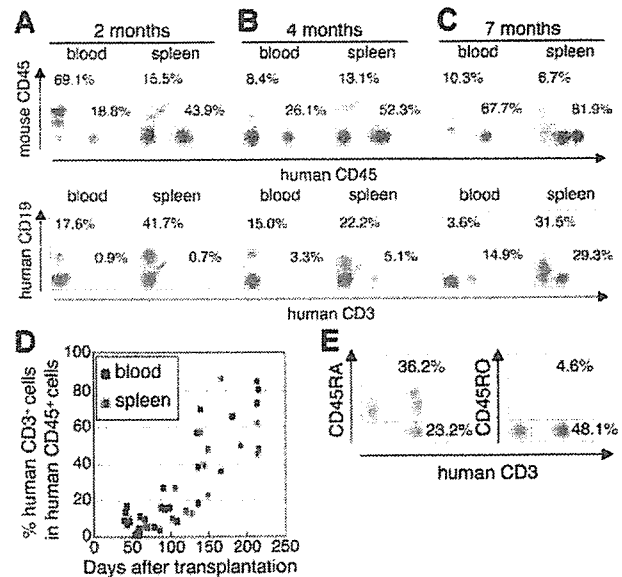 A B C
2 months 4 months 7 months
blood spleen blood spleen blood spleen
69.1% 15.5% 8.4% 13.1% 10.3% 6.7%
18.8% 43.9% 26.1% 52.3% 67.7% 81.9%
mouse CD45
human CD45
blood spleen blood spleen blood spleen
17.6% 41.7% 15.0% 22.2% 3.6% 31.5%
0.9% 0.7% 3.3% 5.1% 14.9% 29.3%
human CD19
human CD3
D
% human CD3+ cells
in human CD45+ cells
100
80
60
40
20
0
blood
spleen
0 50 100 150 200 250
Days after transplantation
E
CD45RA
36.2%
23.2%
CD45RO
4.6%
48.1%
human CD3